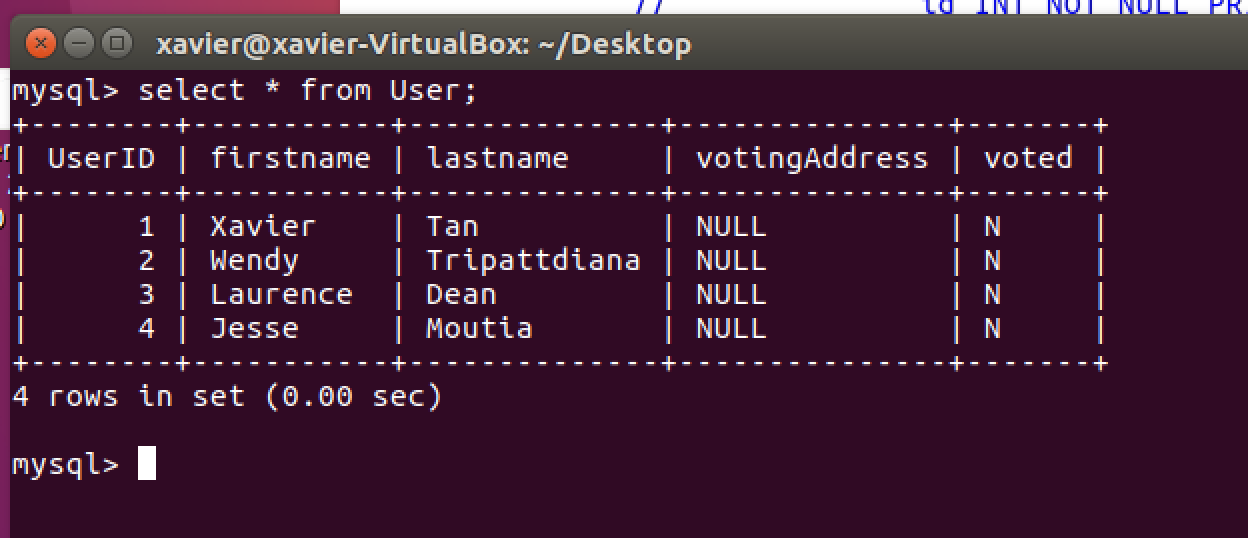 // id INT NOT NULL PR
xavier@xavier-VirtualBox: ~/Desktop
mysql> select * from User;
+--------+-----------+--------------+---------------+-------+
| UserID | firstname | lastname     | votingAddress | voted |
+--------+-----------+--------------+---------------+-------+
|      1 | Xavier    | Tan          | NULL          | N     |
|      2 | Wendy     | Tripattdiana | NULL          | N     |
|      3 | Laurence  | Dean         | NULL          | N     |
|      4 | Jesse     | Moutia       | NULL          | N     |
+--------+-----------+--------------+---------------+-------+
4 rows in set (0.00 sec)
mysql>